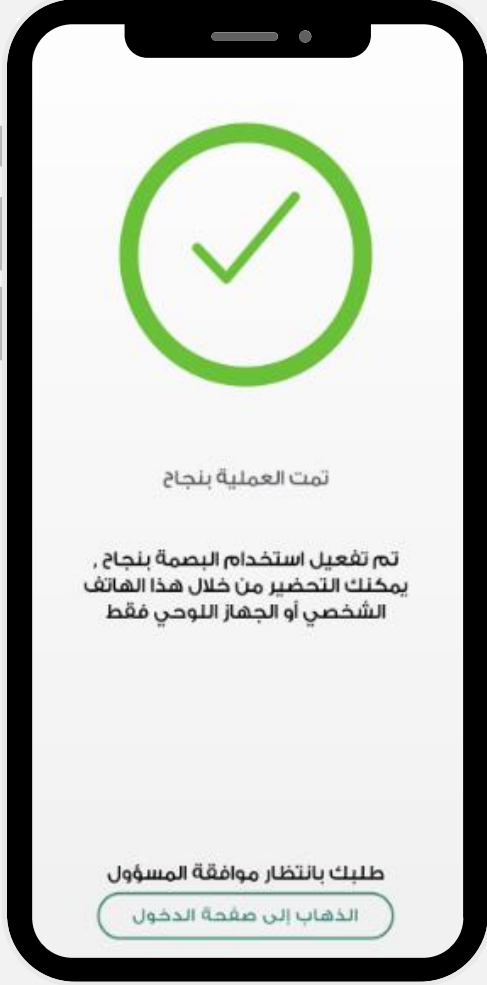 تمت العملية بنجاح
تم تفعيل استخدام البصمة بنجاح ,
يمكنك التحضير من خلال هذا الهاتف
الشخصي أو الجهاز اللوحي فقط
طلبك بانتظار موافقة المسؤول
الذهاب إلى صفحة الدخول